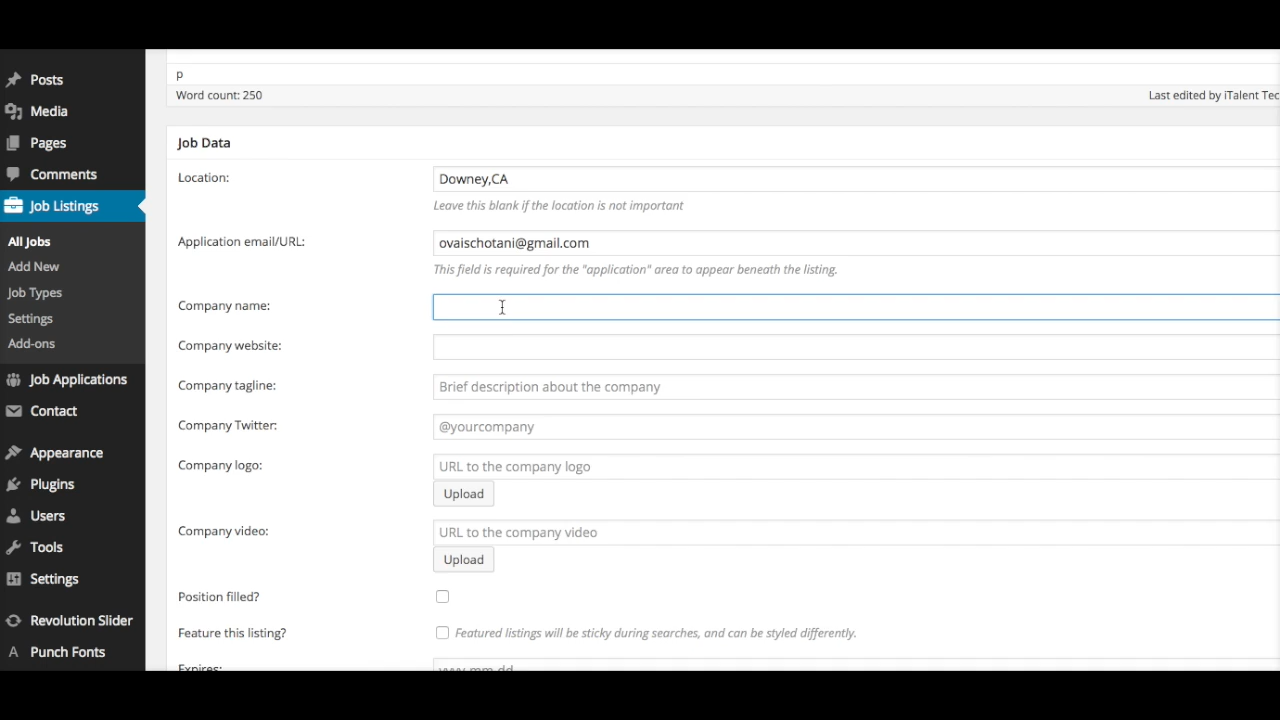 p
Word count: 250
Last edited by iTalent Tec
Posts
Media
Pages
Comments
Job Listings
All Jobs
Add New
Job Types
Settings
Add-ons
Job Applications
Contact
Appearance
Plugins
Users
Tools
Settings
Revolution Slider
Punch Fonts
Job Data
Location:
Downey,CA
Leave this blank if the location is not important
Application email/URL:
ovaischotani@gmail.com
This field is required for the "application" area to appear beneath the listing.
Company name:
Company website:
Company tagline:
Brief description about the company
Company Twitter:
@yourcompany
Company logo:
URL to the company logo
Upload
Company video:
URL to the company video
Upload
Position filled?
Feature this listing?
Featured listings will be sticky during searches, and can be styled differently.
Expires:
yyyy-mm-dd